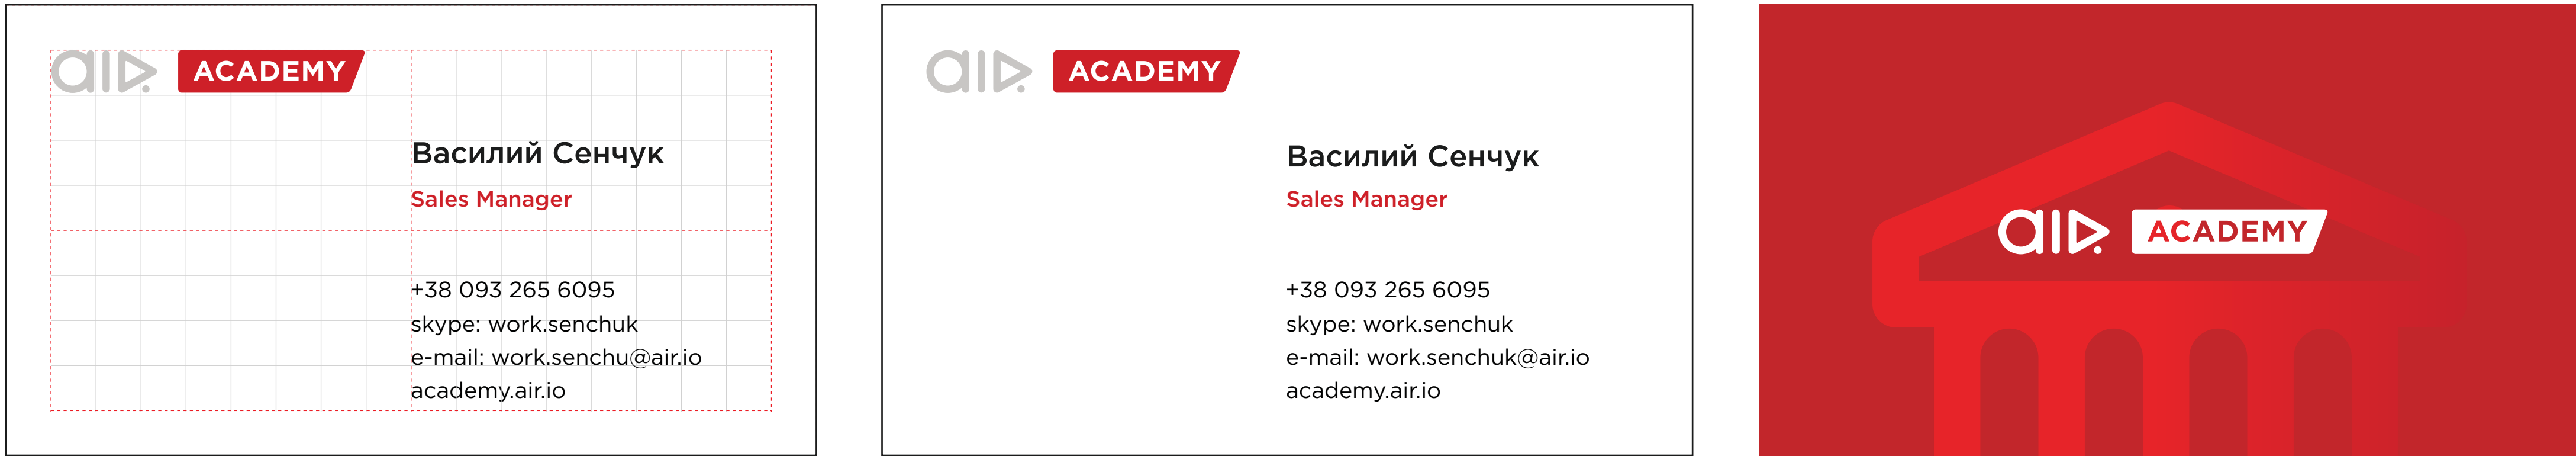 air ACADEMY
Василий Сенчук
Sales Manager
+38 093 265 6095
skype: work.senchuk
e-mail: work.senchu@air.io
academy.air.io
air ACADEMY
Василий Сенчук
Sales Manager
+38 093 265 6095
skype: work.senchuk
e-mail: work.senchuk@air.io
academy.air.io
air ACADEMY